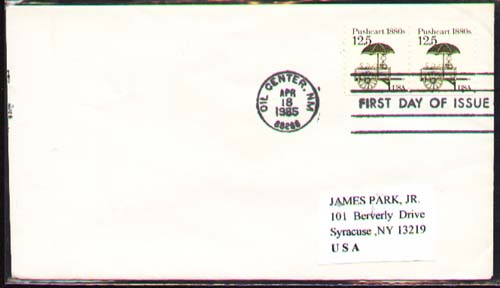 Pushcart 1880s Pushcart 1880s
12.5 12.5
USA USA
OIL CENTER, NM
APR
18
1985
88266
FIRST DAY OF ISSUE
JAMES PARK, JR.
101 Berverly Drive
Syracuse ,NY 13219
U S A